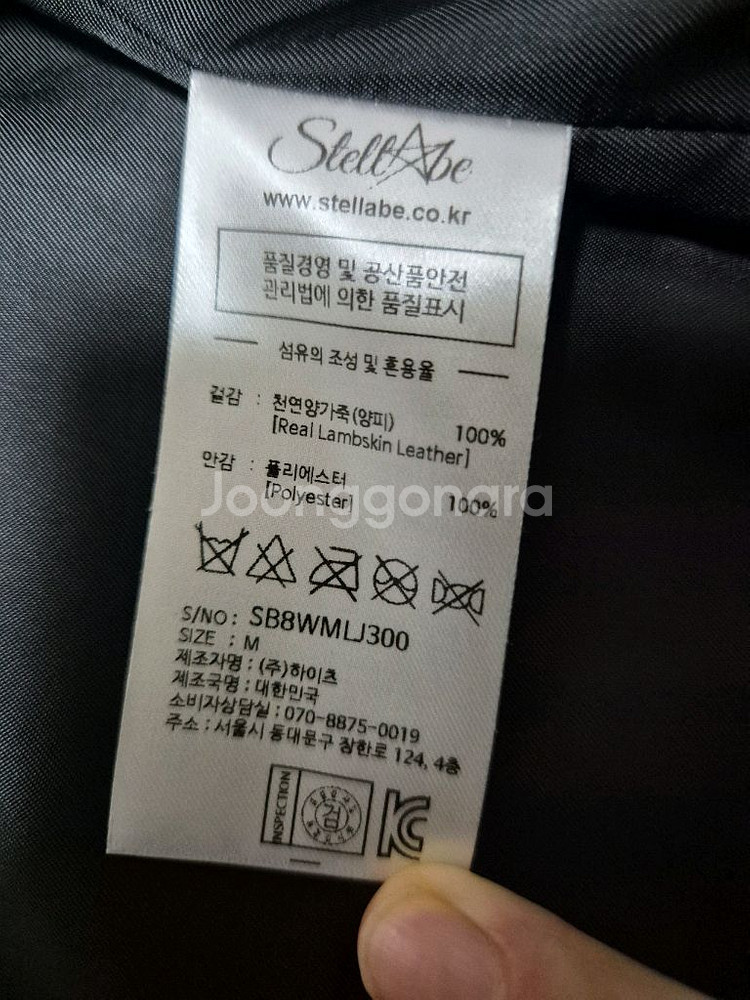 StellAbe
www.stellabe.co.kr
품질경영 및 공산품안전
관리법에 의한 품질표시
섬유의 조성 및 혼용율
겉감 : 천연양가죽(양피) 100%
[Real Lambskin Leather]
안감 : 폴리에스터 100%
[Polyester]
Joonggonara
S/NO : SB8WMLJ300
SIZE : M
제조자명 : (주)하이츠
제조국명 : 대한민국
소비자상담실 : 070-8875-0019
주소 : 서울시 동대문구 장한로 124, 4층
INSPECTION
검
KC